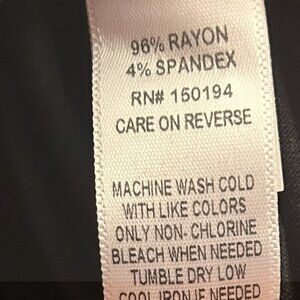 96% RAYON
4% SPANDEX
RN# 150194
CARE ON REVERSE
MACHINE WASH COLD
WITH LIKE COLORS
ONLY NON- CHLORINE
BLEACH WHEN NEEDED
TUMBLE DRY LOW
COOL IRON IF NEEDED